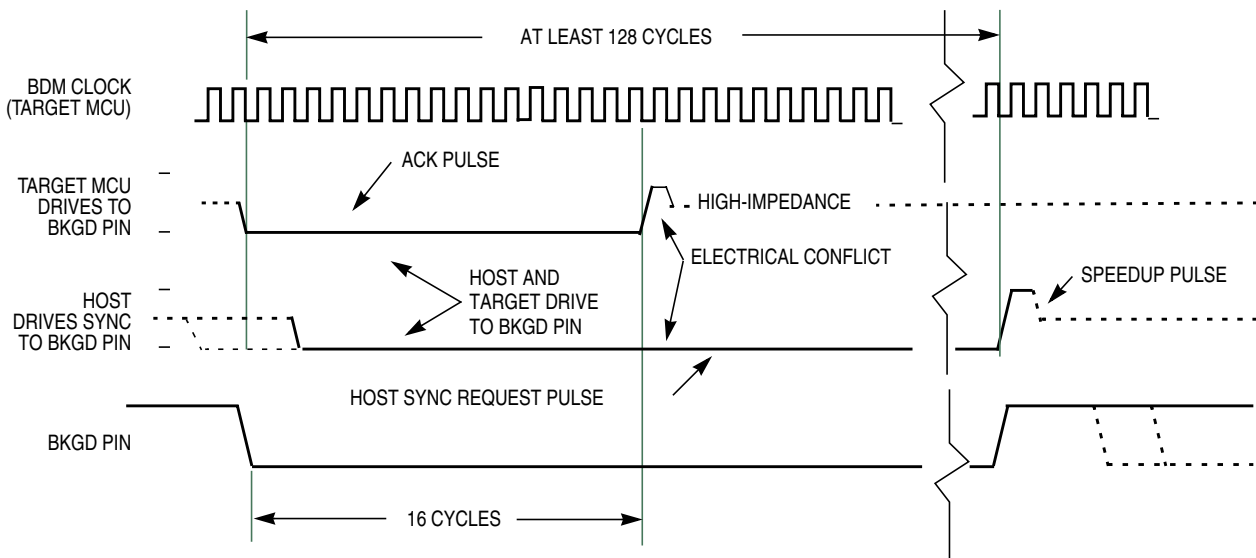 AT LEAST 128 CYCLES
BDM CLOCK
(TARGET MCU)
ACK PULSE
TARGET MCU
DRIVES TO
BKGD PIN
HIGH-IMPEDANCE
ELECTRICAL CONFLICT
HOST AND
TARGET DRIVE
TO BKGD PIN
SPEEDUP PULSE
HOST
DRIVES SYNC
TO BKGD PIN
HOST SYNC REQUEST PULSE
BKGD PIN
16 CYCLES